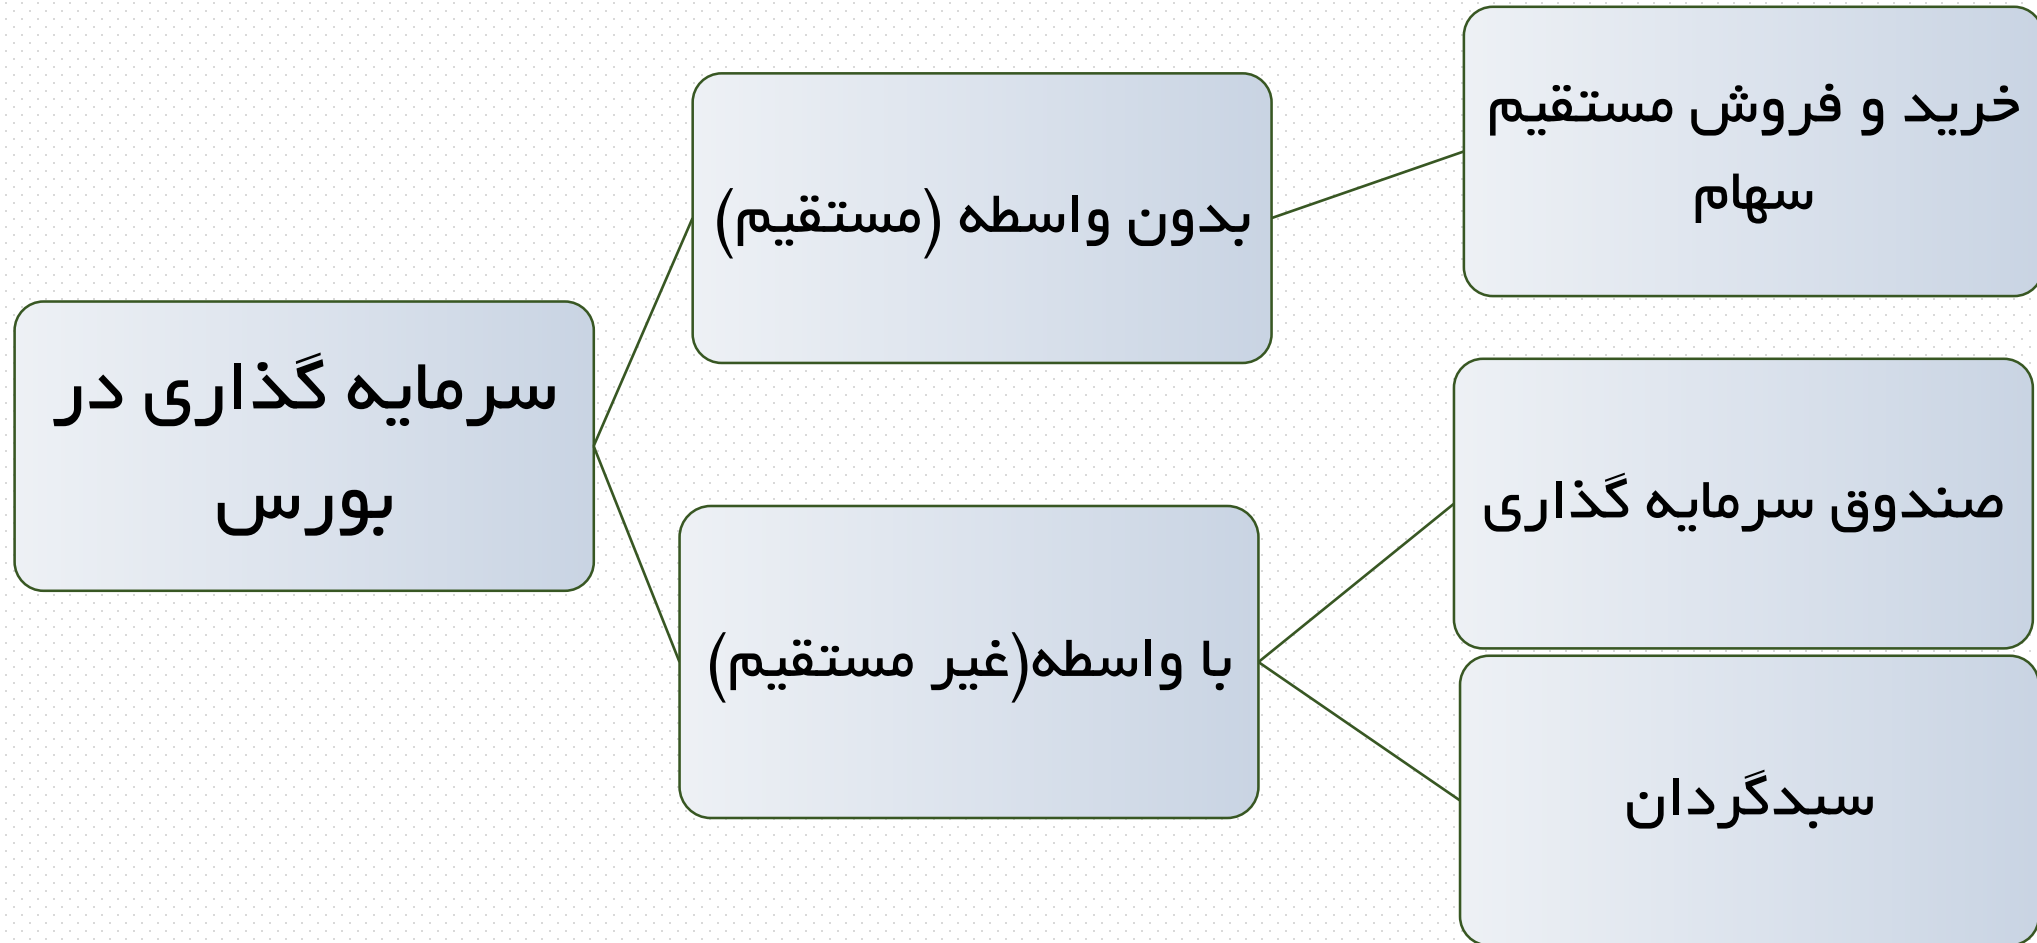 سرمایه گذاری در
بورس
بدون واسطه (مستقیم)
خرید و فروش مستقیم
سهام
با واسطه(غیر مستقیم)
صندوق سرمایه گذاری
سبدگردان